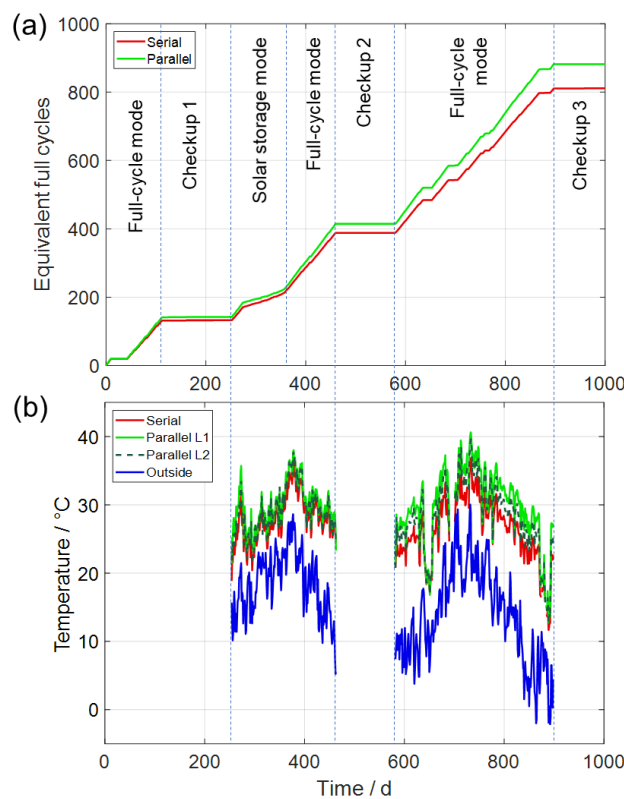 (a)
Serial
Parallel
Full-cycle mode
Checkup 1
Solar storage mode
Full-cycle mode
Checkup 2
Full-cycle
mode
Checkup 3
Equivalent full cycles
900
800
600
400
200
0
0
200
400
600
800
1000
(b)
Serial
Parallel L1
Parallel L2
Outside
Temperature / °C
40
30
20
10
0
0
200
400
600
800
1000
Time / d